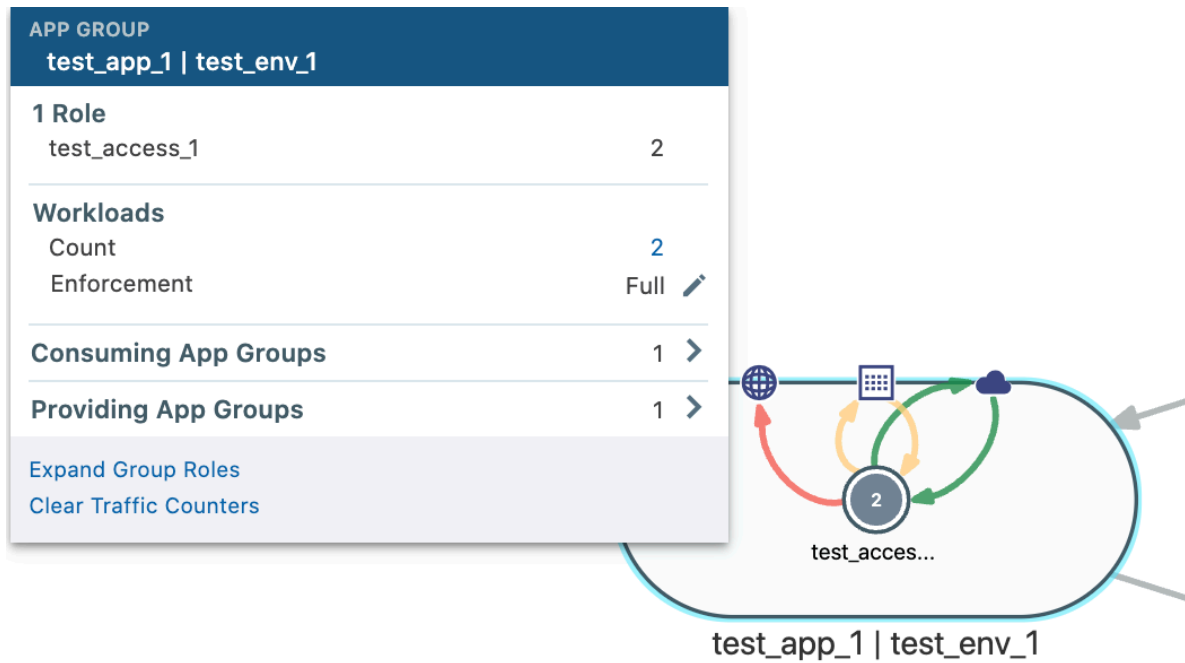 APP GROUP
test_app_1 | test_env_1
1 Role
test_access_1 2
Workloads
Count 2
Enforcement Full
Consuming App Groups 1
Providing App Groups 1
Expand Group Roles
Clear Traffic Counters
2
test_acces...
test_app_1 | test_env_1